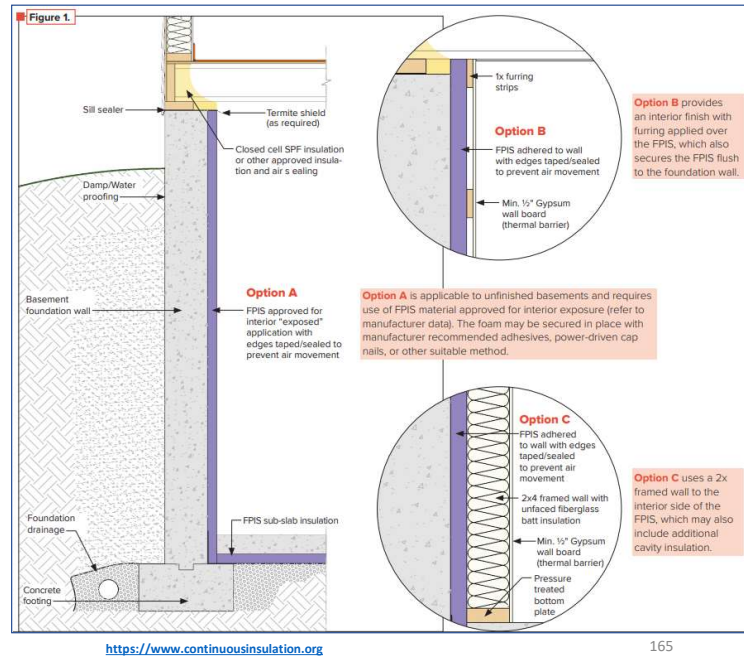 Figure 1.
Sill sealer
Termite shield
(as required)
Closed cell SPF insulation
or other approved insula-
tion and air s ealing
Damp/Water
proofing
Basement
foundation wall
Option A
FPIS approved for
interior "exposed"
application with
edges taped/sealed to
prevent air movement
Foundation
drainage
FPIS sub-slab insulation
Concrete
footing
1x furring
strips
Option B
FPIS adhered to wall
with edges taped/sealed
to prevent air movement
Min. ½" Gypsum
wall board
(thermal barrier)
Option B provides
an interior finish with
furring applied over
the FPIS, which also
secures the FPIS flush
to the foundation wall.
Option A is applicable to unfinished basements and requires
use of FPIS material approved for interior exposure (refer to
manufacturer data). The foam may be secured in place with
manufacturer recommended adhesives, power-driven cap
nails, or other suitable method.
Option C
FPIS adhered
to wall with edges
taped/sealed
to prevent air
movement
2x4 framed wall with
unfaced fiberglass
batt insulation
Min. ½" Gypsum
wall board
(thermal barrier)
Pressure
treated
bottom
plate
Option C uses a 2x
framed wall to the
interior side of the
FPIS, which may also
include additional
cavity insulation.
https://www.continuousinsulation.org
165